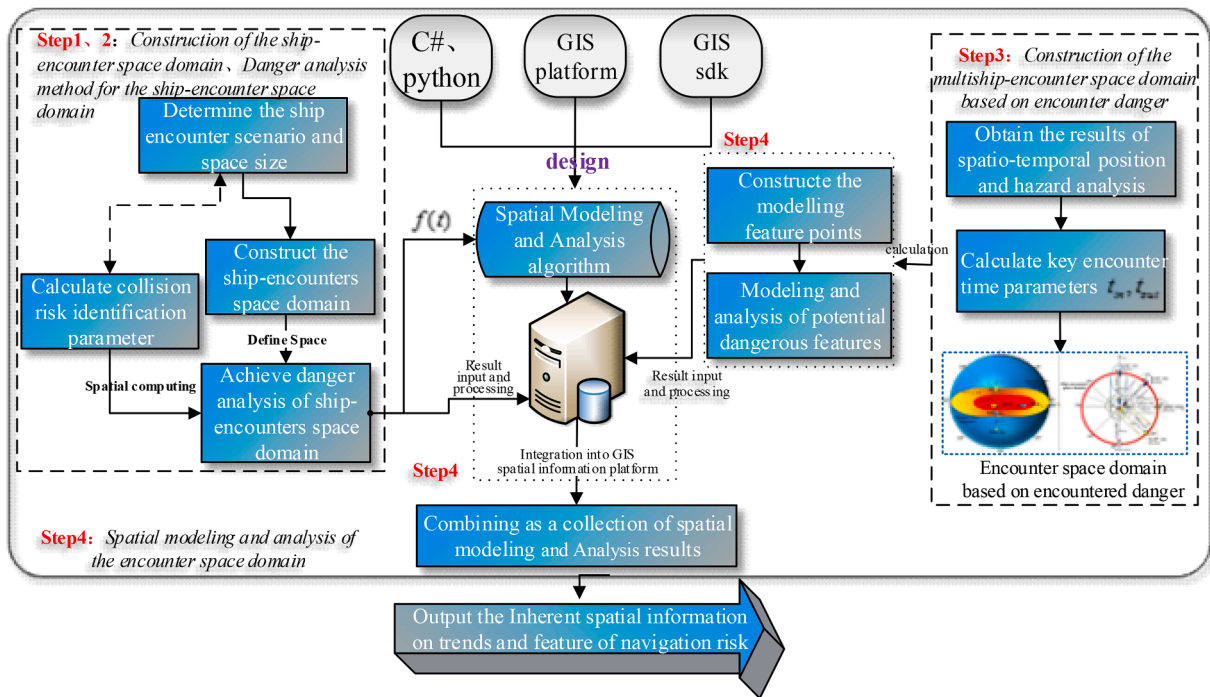 Step1、2：Construction of the ship-
encounter space domain、Danger analysis
method for the ship-encounter space
domain
Determine the ship
encounter scenario and
space size
Construct the
ship-encounters
space domain
Calculate collision
risk identification
parameter
Define Space
Spatial computing
Achieve danger
analysis of ship-
encounters space
domain
C#、
python
GIS
platform
GIS
sdk
design
f(t)
Spatial Modeling
and Analysis
algorithm
Result
input and
processing
Result input
and processing
Integration into GIS
spatial information platform
Step4
Step4
Constructe the
modelling
feature points
Modeling and
analysis of potential
dangerous features
calculation
Step3：Construction of the
multiship-encounter space domain
based on encounter danger
Obtain the results of
spatio-temporal position
and hazard analysis
Calculate key encounter
time parameters t_in, t_out
Encounter space domain
based on encountered danger
Combining as a collection of spatial
modeling and Analysis results
Step4：Spatial modeling and analysis of
the encounter space domain
Output the Inherent spatial information
on trends and feature of navigation risk